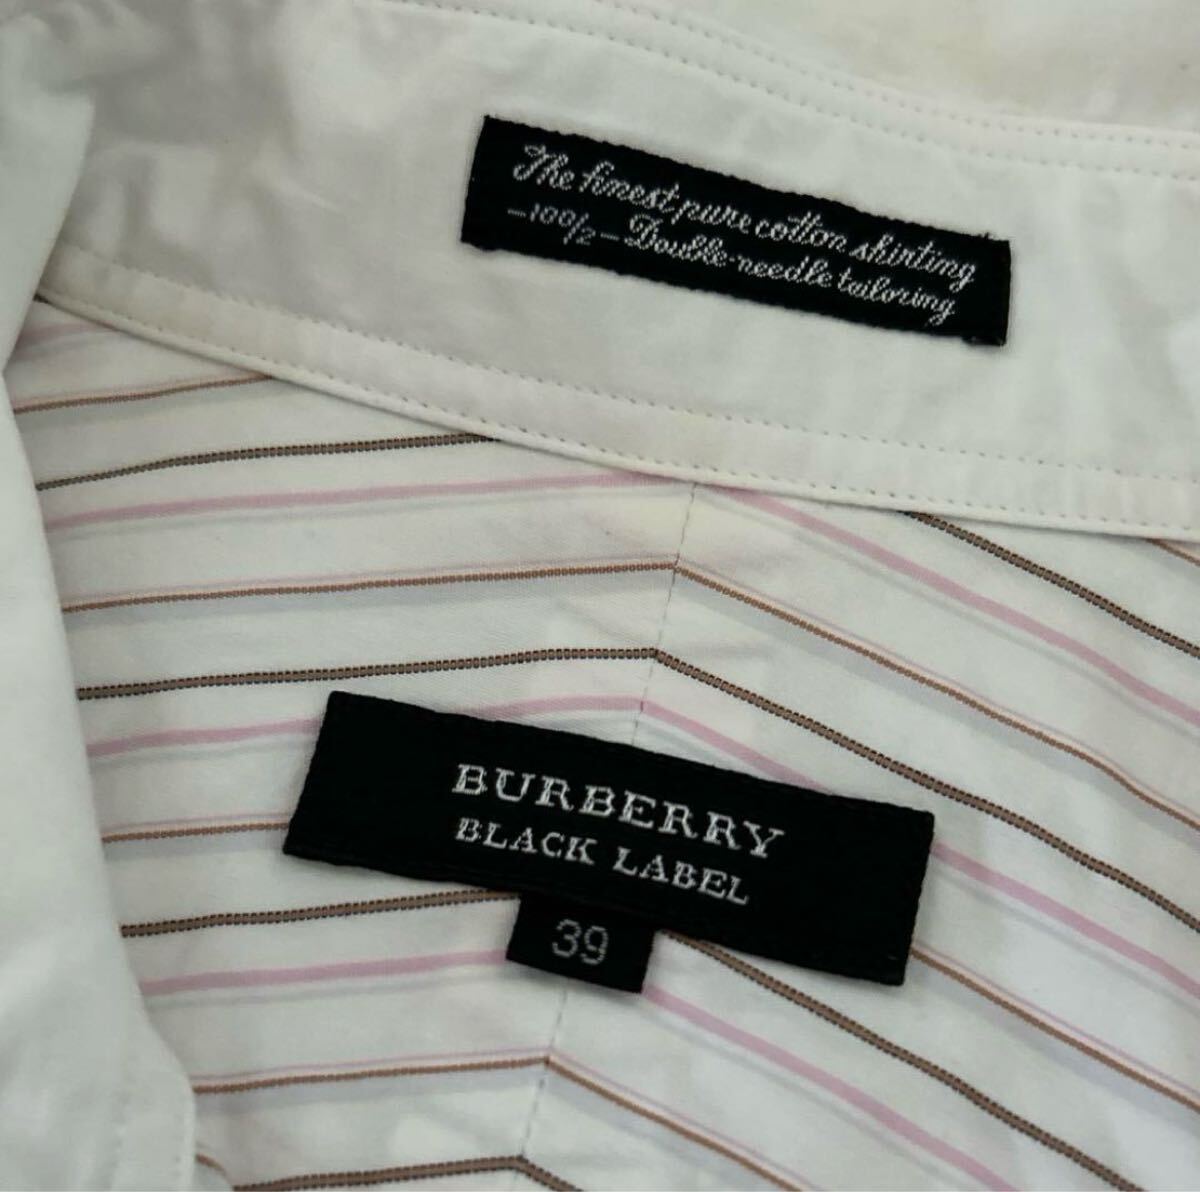 The finest pure cotton shirting
–100/2– Double-needle tailoring
BURBERRY
BLACK LABEL
39